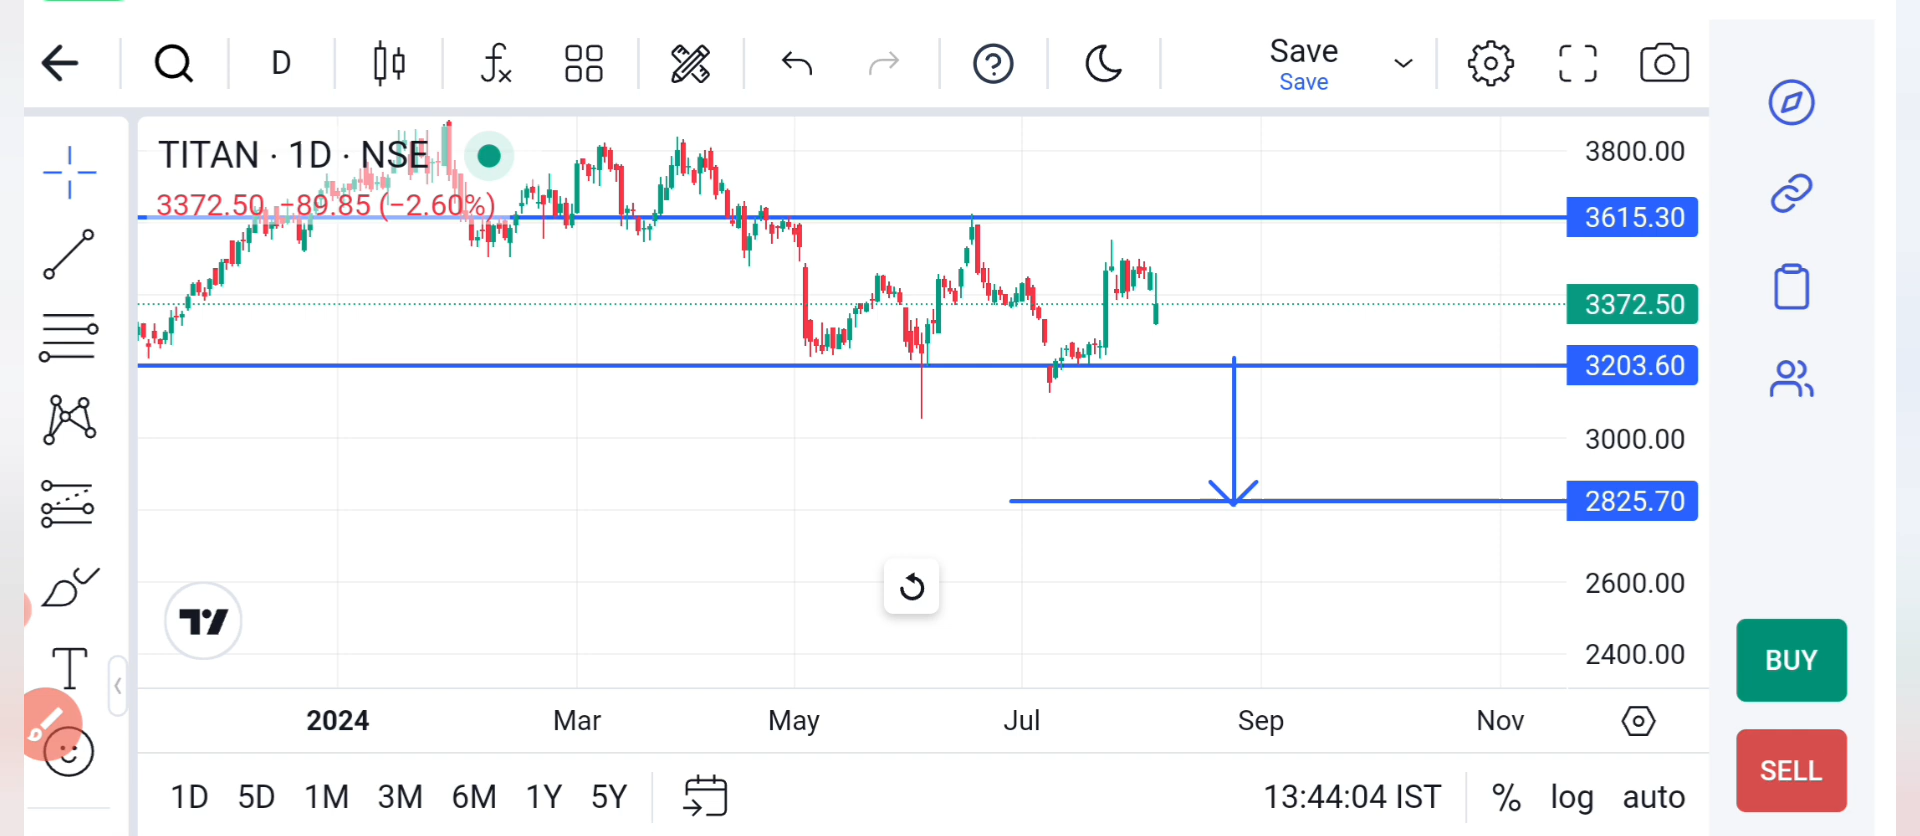 D
Save
Save
TITAN · 1D · NSE
3372.50 −89.85 (−2.60%)
3800.00
3615.30
3372.50
3203.60
3000.00
2825.70
2600.00
2400.00
2024 Mar May Jul Sep Nov
BUY
SELL
1D 5D 1M 3M 6M 1Y 5Y 13:44:04 IST % log auto